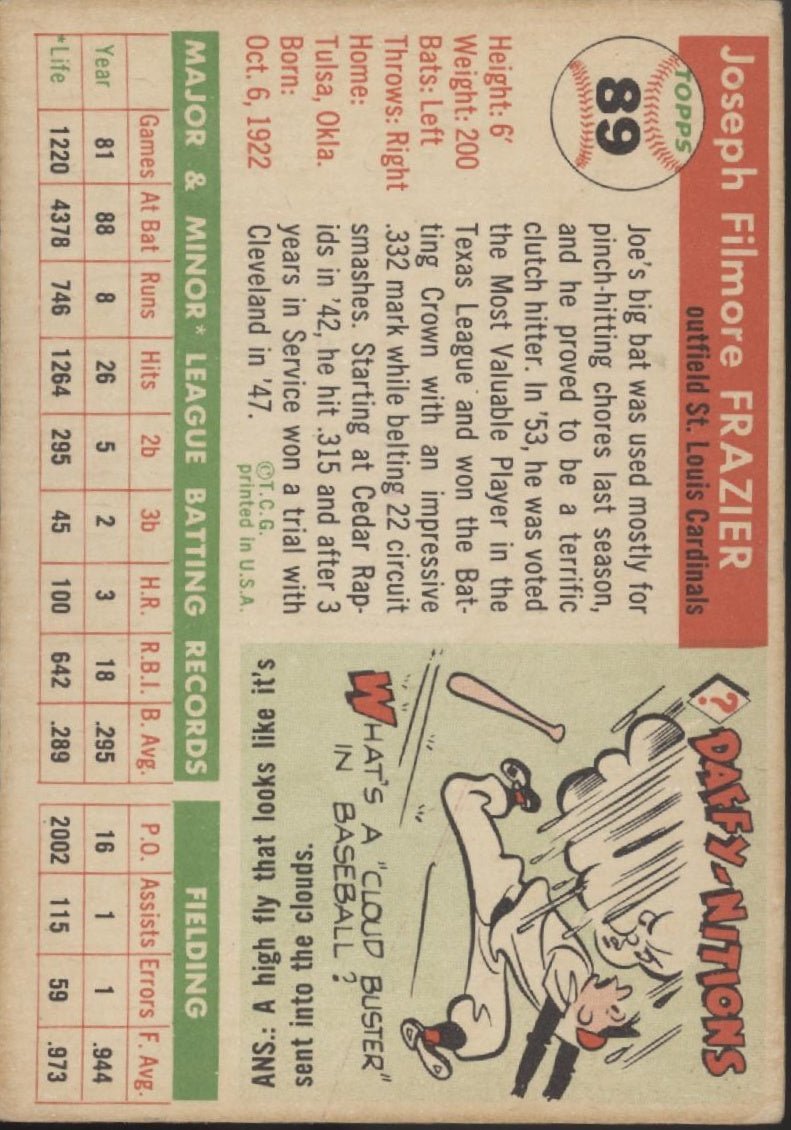 Joseph Filmore FRAZIER
outfield St. Louis Cardinals
TOPPS
89
Height: 6'
Weight: 200
Bats: Left
Throws: Right
Home:
Tulsa, Okla.
Born:
Oct. 6, 1922
Joe's big bat was used mostly for
pinch-hitting chores last season,
and he proved to be a terrific
clutch hitter. In '53, he was voted
the Most Valuable Player in the
Texas League and won the Bat-
ting Crown with an impressive
.332 mark while belting 22 circuit
smashes. Starting at Cedar Rap-
ids in '42, he hit .315 and after 3
years in Service won a trial with
Cleveland in '47.
©T.C.G.
printed in U.S.A.
?
DAFFY-NITIONS
WHAT'S A "CLOUD BUSTER"
IN BASEBALL?
ANS.: A high fly that looks like it's
sent into the clouds.
MAJOR & MINOR* LEAGUE BATTING RECORDS FIELDING
Games At Bat Runs Hits 2b 3b H.R. R.B.I. B. Avg. P.O. Assists Errors F. Avg.
Year 81 88 8 26 5 2 3 18 .295 16 1 1 .944
*Life 1220 4378 746 1264 295 45 100 642 .289 2002 115 59 .973